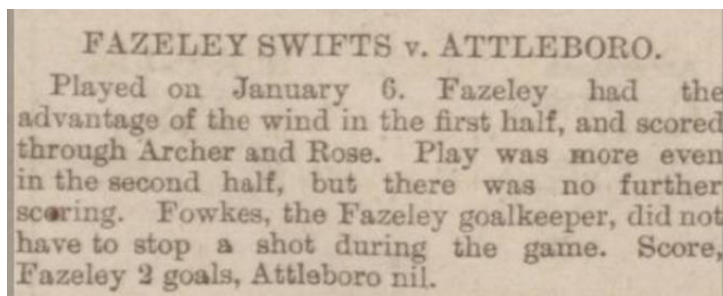 FAZELEY SWIFTS v. ATTLEBORO.
Played on January 6. Fazeley had the
advantage of the wind in the first half, and scored
through Archer and Rose. Play was more even
in the second half, but there was no further
scoring. Fowkes, the Fazeley goalkeeper, did not
have to stop a shot during the game. Score,
Fazeley 2 goals, Attleboro nil.